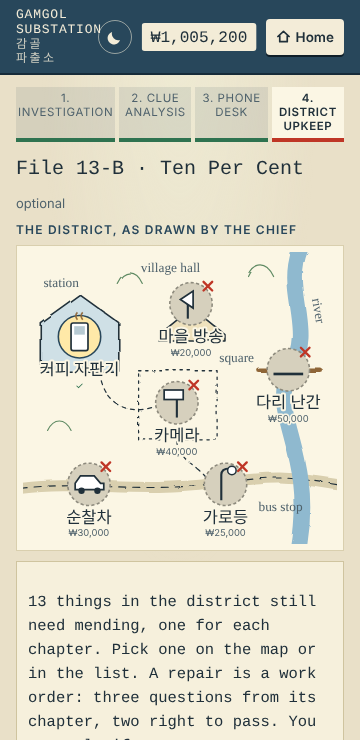 GAMGOL
SUBSTATION
감골
파출소
₩1,005,200
Home
1.
INVESTIGATION
2. CLUE
ANALYSIS
3. PHONE
DESK
4.
DISTRICT
UPKEEP
File 13-B · Ten Per Cent
optional
THE DISTRICT, AS DRAWN BY THE CHIEF
village hall
station
river
마을 방송
₩20,000
square
커피 자판기
다리 난간
₩50,000
카메라
₩40,000
순찰차
₩30,000
가로등
₩25,000
bus stop
13 things in the district still
need mending, one for each
chapter. Pick one on the map or
in the list. A repair is a work
order: three questions from its
chapter, two right to pass. You